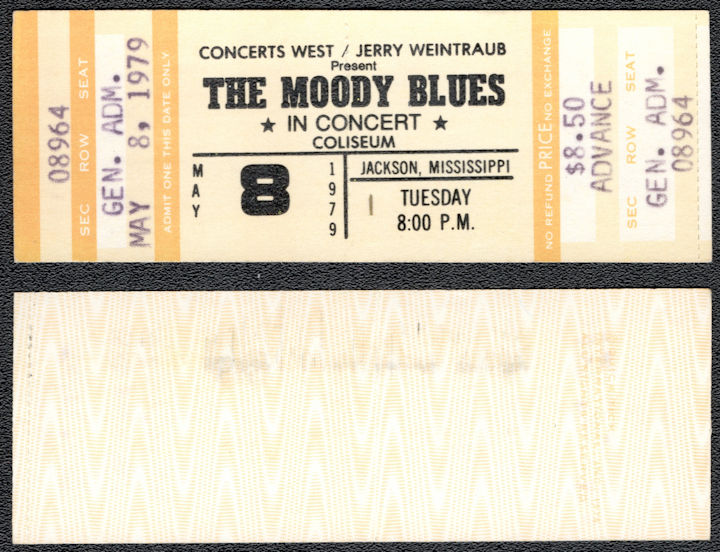 08964
SEC ROW SEAT
GEN. ADM.
MAY 8, 1979
ADMIT ONE THIS DATE ONLY
CONCERTS WEST / JERRY WEINTRAUB
Present
THE MOODY BLUES
★ IN CONCERT ★
COLISEUM
MAY 8 1979
JACKSON, MISSISSIPPI
TUESDAY
8:00 P.M.
NO REFUND PRICE NO EXCHANGE
$8.50
ADVANCE
SEC ROW SEAT
GEN. ADM.
08964